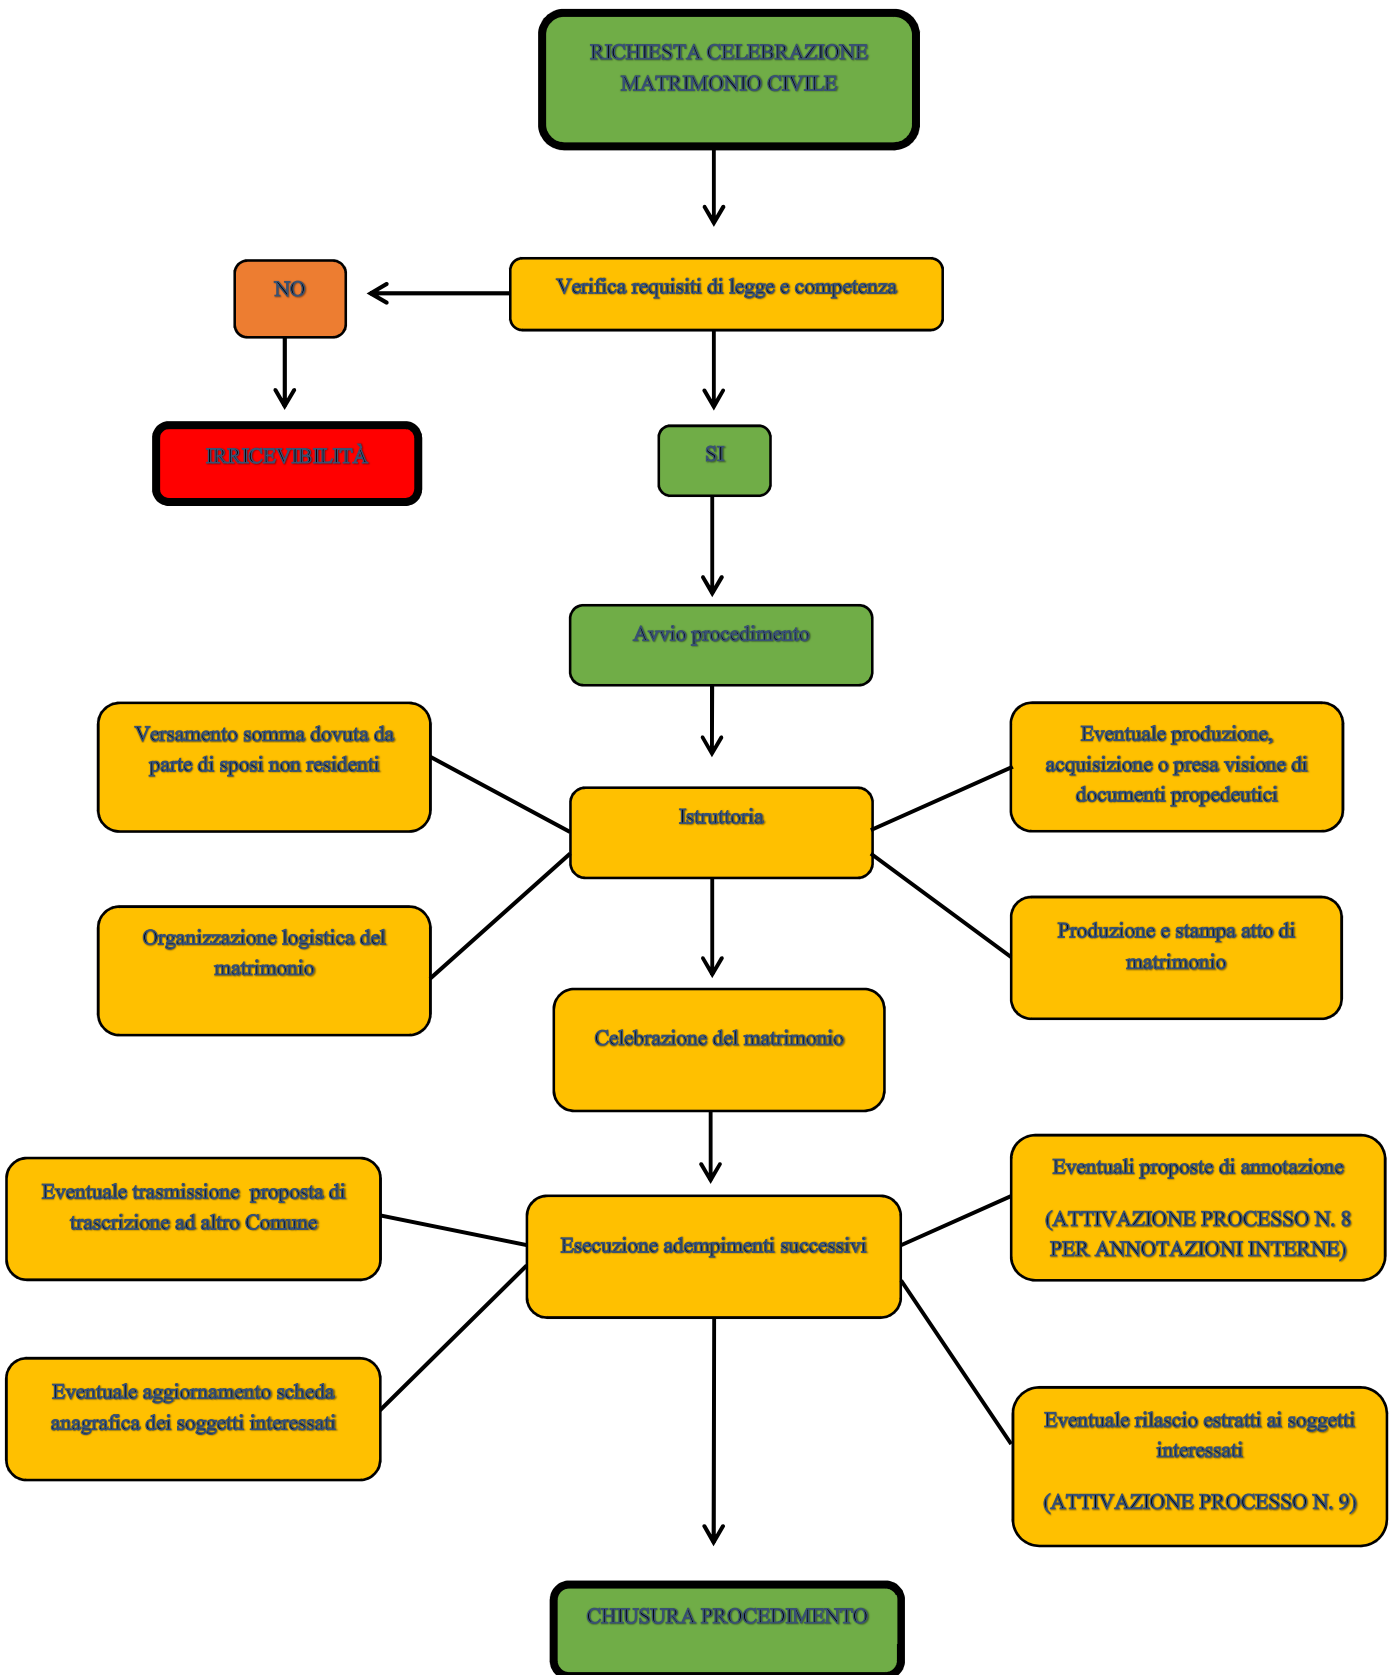 RICHIESTA CELEBRAZIONE
MATRIMONIO CIVILE
NO
Verifica requisiti di legge e competenza
IRRICEVIBILITÀ
SI
Avvio procedimento
Versamento somma dovuta da
parte di sposi non residenti
Eventuale produzione,
acquisizione o presa visione di
documenti propedeutici
Istruttoria
Organizzazione logistica del
matrimonio
Produzione e stampa atto di
matrimonio
Celebrazione del matrimonio
Eventuale trasmissione proposta di
trascrizione ad altro Comune
Eventuali proposte di annotazione
(ATTIVAZIONE PROCESSO N. 8
PER ANNOTAZIONI INTERNE)
Esecuzione adempimenti successivi
Eventuale aggiornamento scheda
anagrafica dei soggetti interessati
Eventuale rilascio estratti ai soggetti
interessati
(ATTIVAZIONE PROCESSO N. 9)
CHIUSURA PROCEDIMENTO